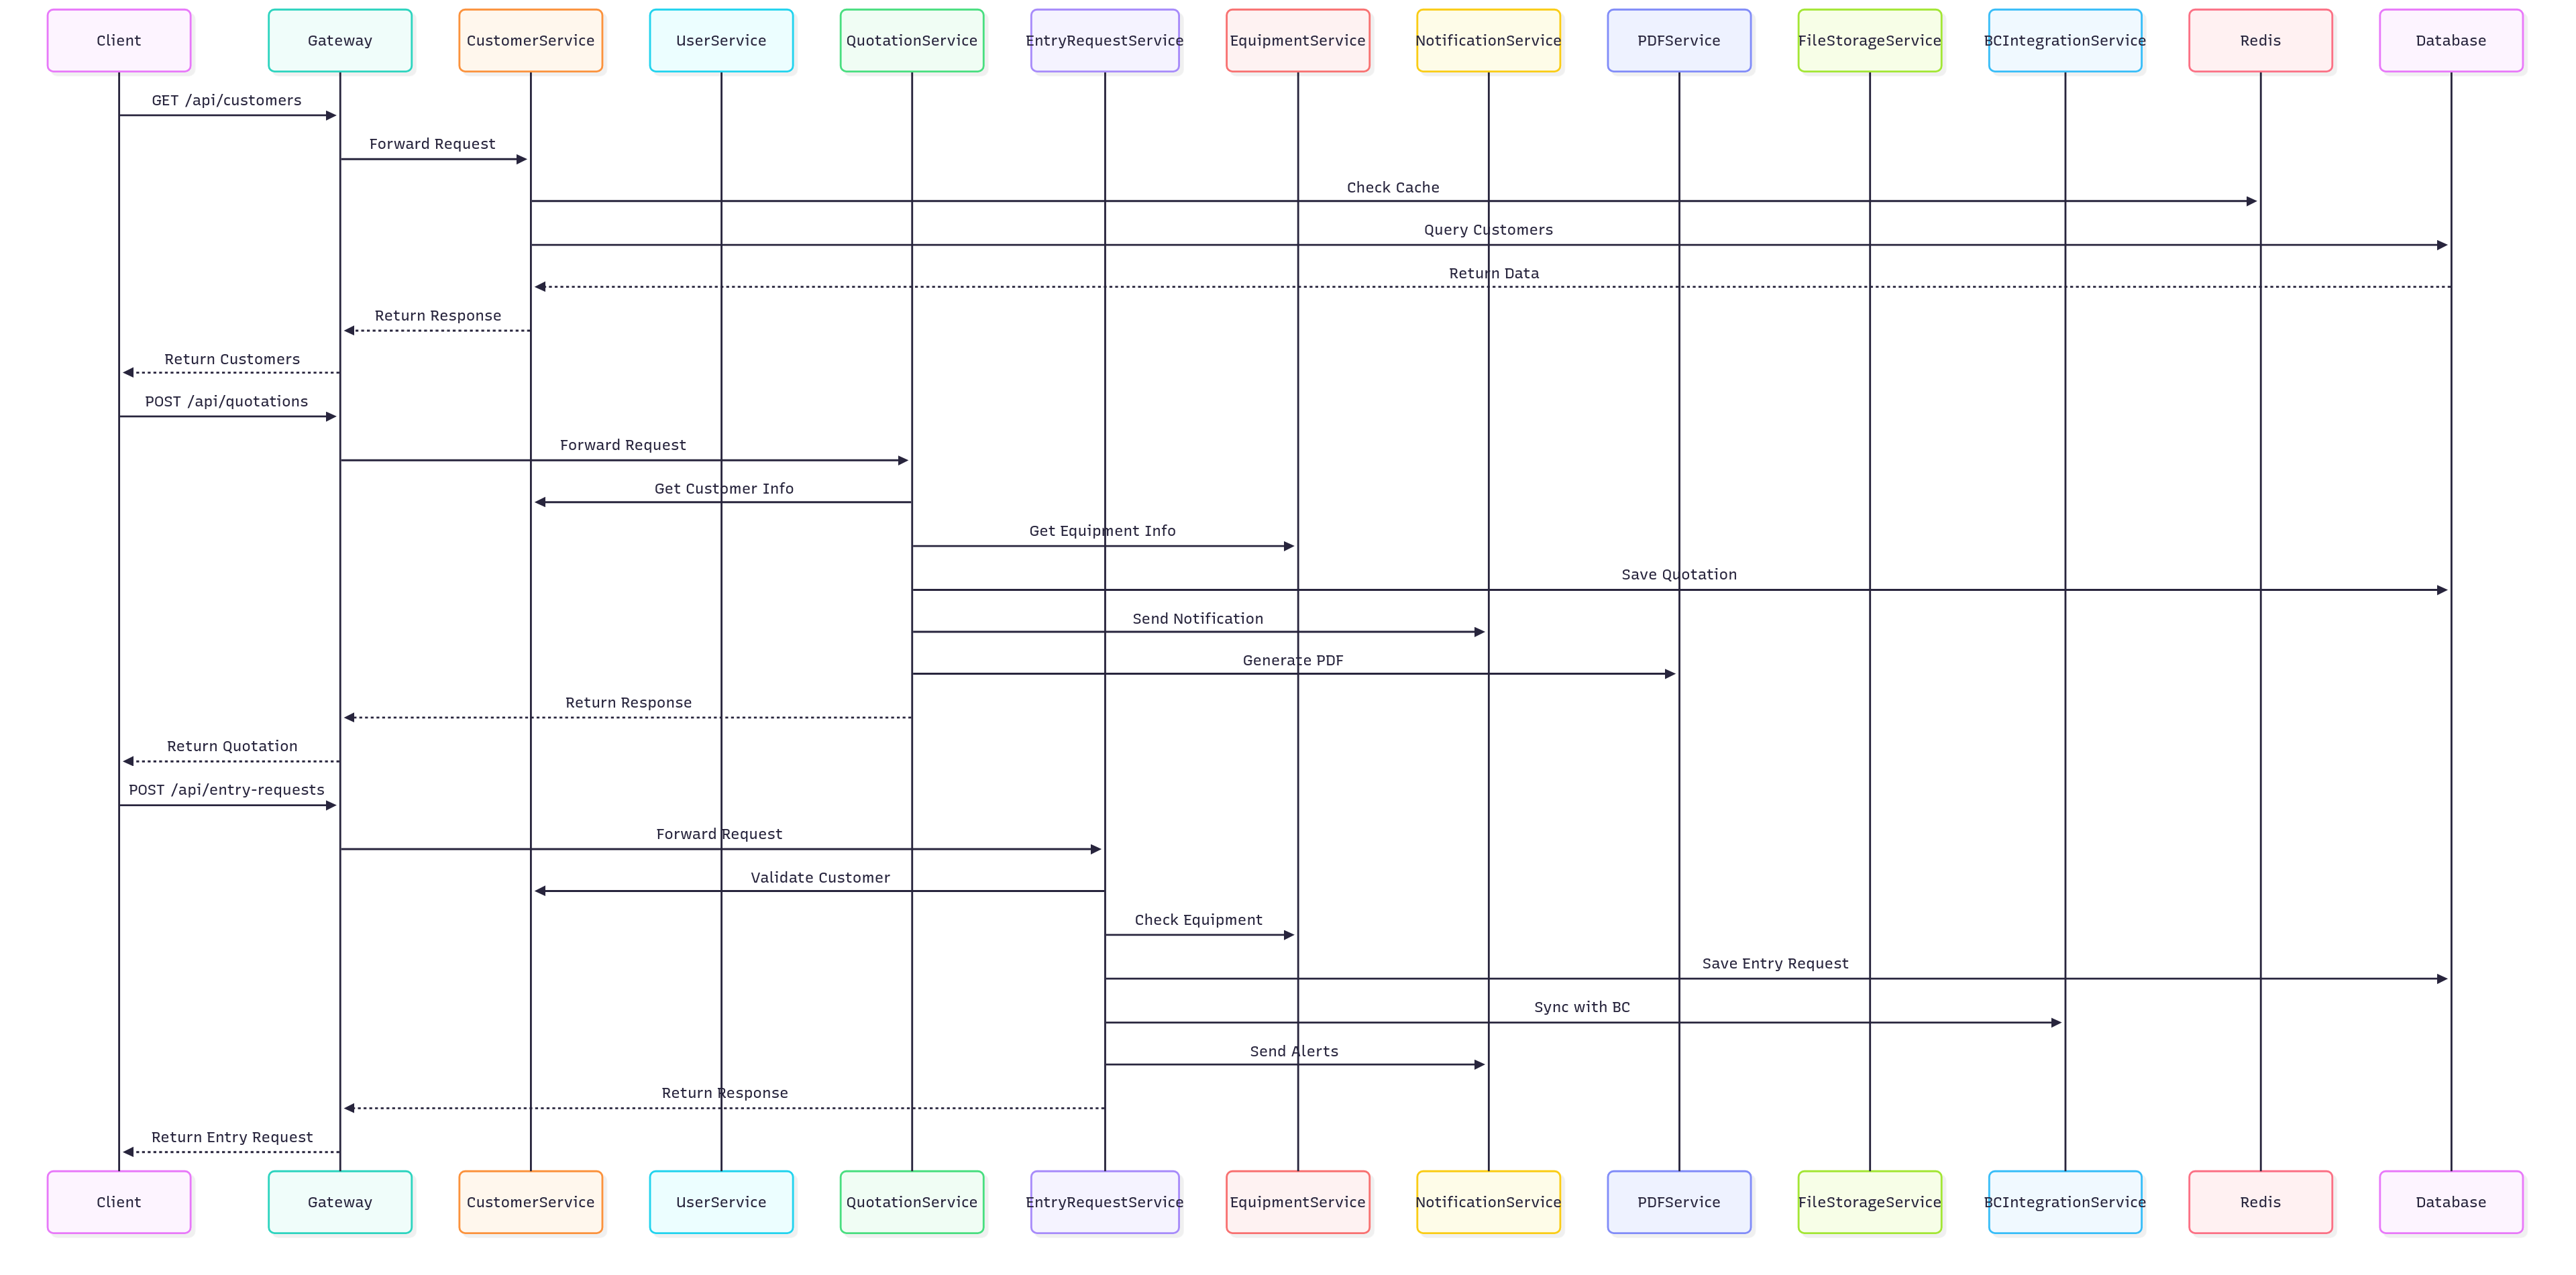 Client
Gateway
CustomerService
UserService
QuotationService
EntryRequestService
EquipmentService
NotificationService
PDFService
FileStorageService
BCIntegrationService
Redis
Database
GET /api/customers
Forward Request
Check Cache
Query Customers
Return Data
Return Response
Return Customers
POST /api/quotations
Forward Request
Get Customer Info
Get Equipment Info
Save Quotation
Send Notification
Generate PDF
Return Response
Return Quotation
POST /api/entry-requests
Forward Request
Validate Customer
Check Equipment
Save Entry Request
Sync with BC
Send Alerts
Return Response
Return Entry Request
Client
Gateway
CustomerService
UserService
QuotationService
EntryRequestService
EquipmentService
NotificationService
PDFService
FileStorageService
BCIntegrationService
Redis
Database